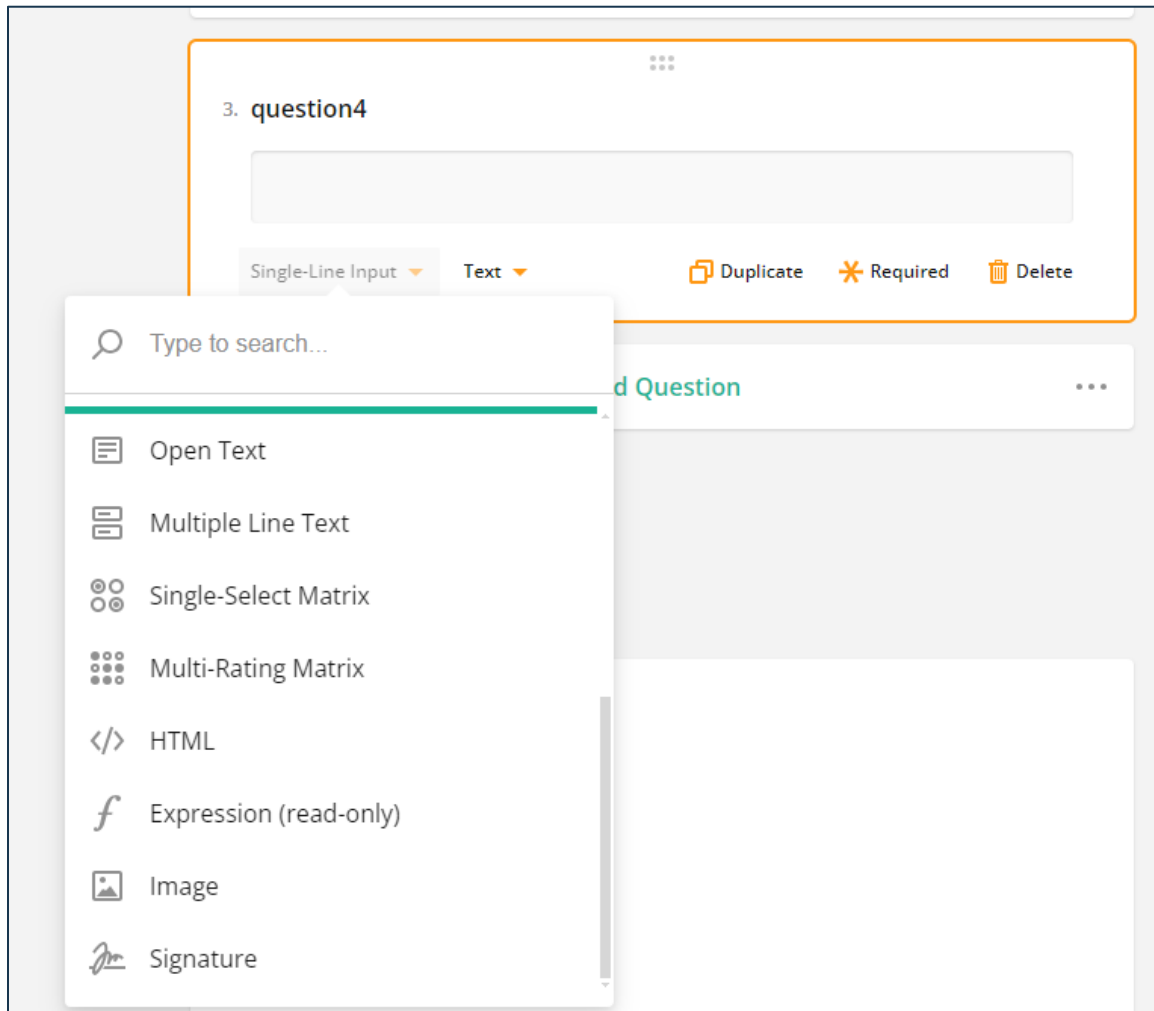 3. question4
Single-Line Input Text Duplicate Required Delete
Type to search...
d Question
Open Text
Multiple Line Text
Single-Select Matrix
Multi-Rating Matrix
HTML
Expression (read-only)
Image
Signature